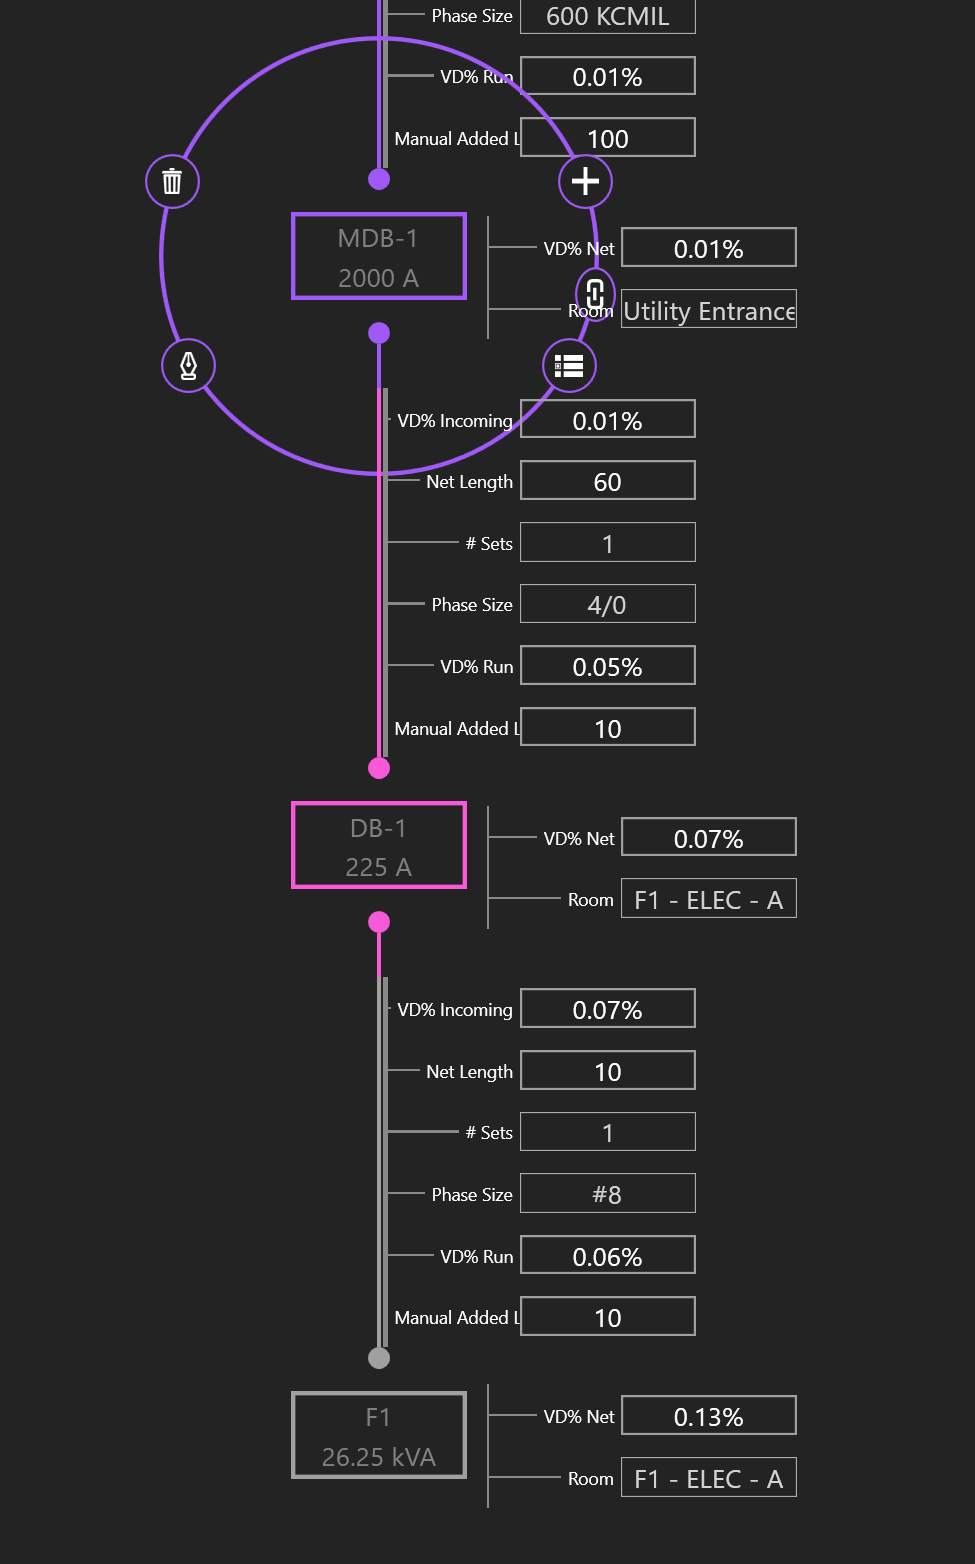 Phase Size 600 KCMIL
VD% Run 0.01%
Manual Added L 100
MDB-1
2000 A
VD% Net 0.01%
Room Utility Entrance
VD% Incoming 0.01%
Net Length 60
# Sets 1
Phase Size 4/0
VD% Run 0.05%
Manual Added L 10
DB-1
225 A
VD% Net 0.07%
Room F1 - ELEC - A
VD% Incoming 0.07%
Net Length 10
# Sets 1
Phase Size #8
VD% Run 0.06%
Manual Added L 10
F1
26.25 kVA
VD% Net 0.13%
Room F1 - ELEC - A